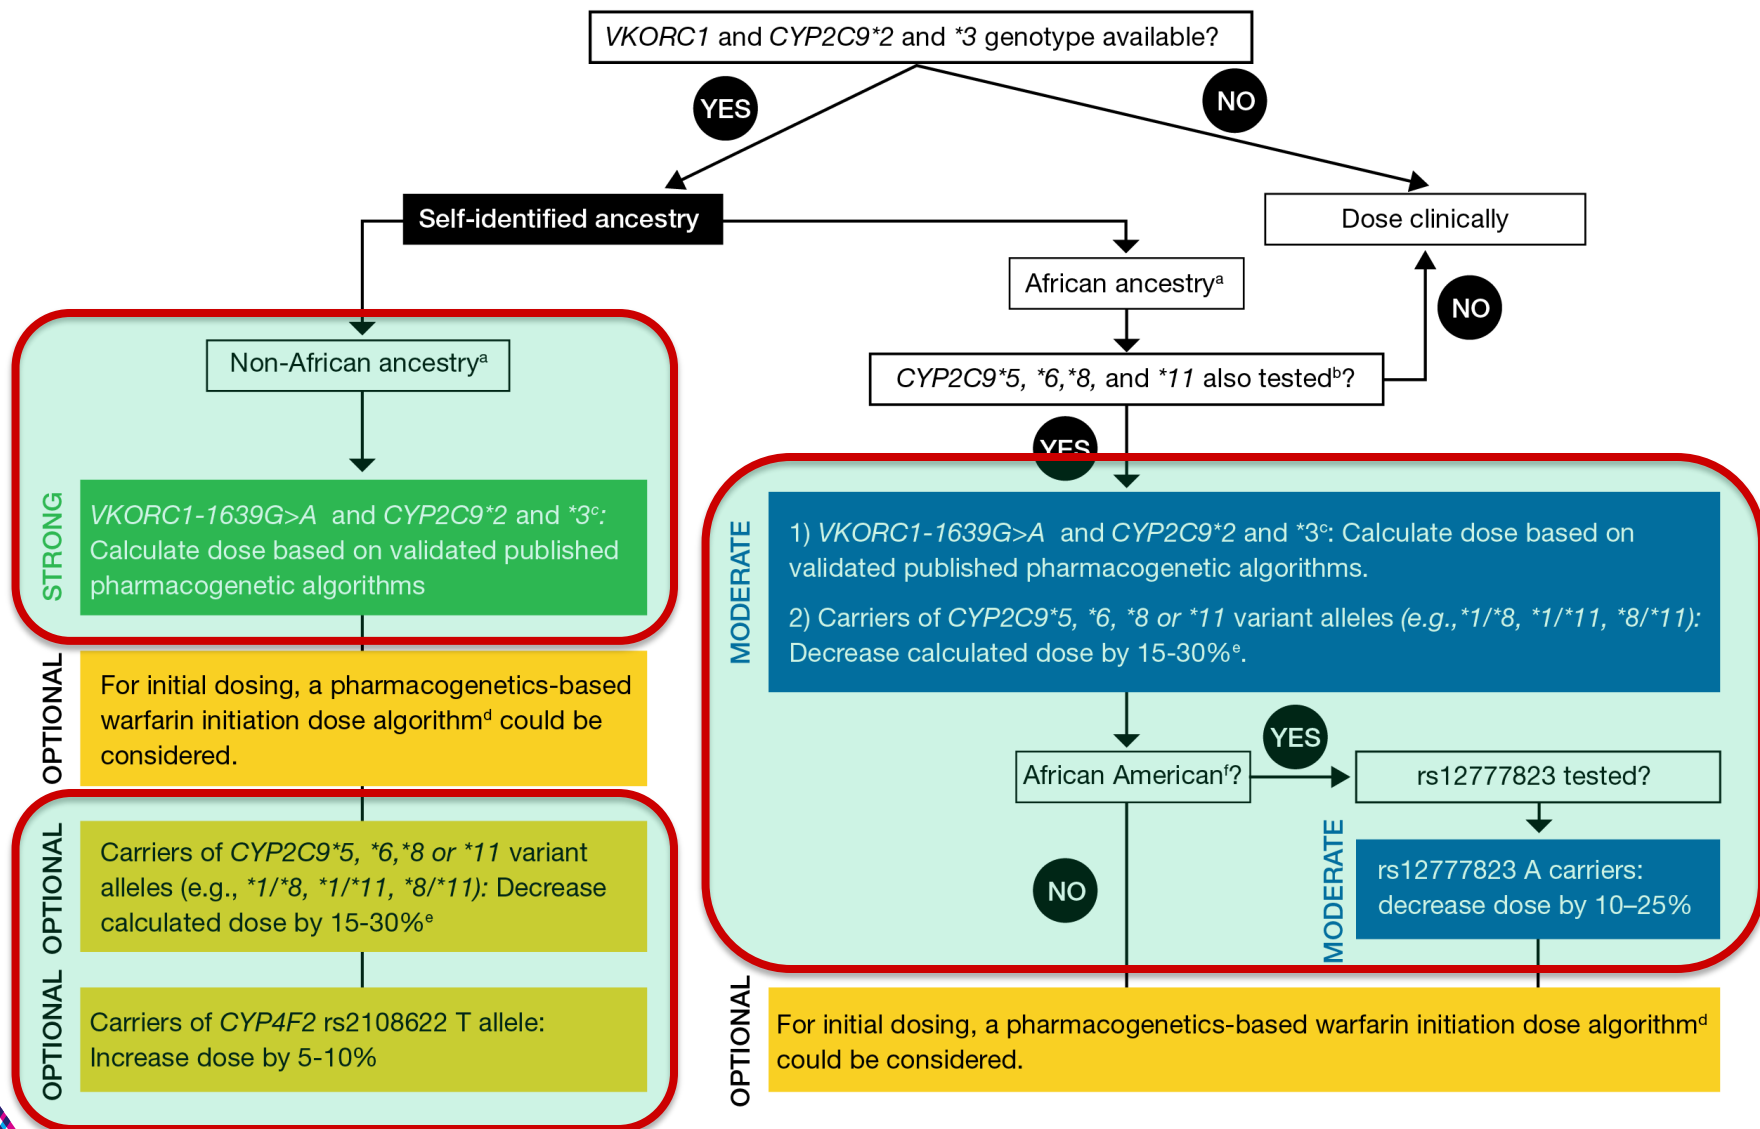 VKORC1 and CYP2C9*2 and *3 genotype available?
YES
NO
Self-identified ancestry
Dose clinically
African ancestryᵃ
NO
Non-African ancestryᵃ
CYP2C9*5, *6,*8, and *11 also testedᵇ?
YES
STRONG
VKORC1-1639G>A and CYP2C9*2 and *3ᶜ:
Calculate dose based on validated published
pharmacogenetic algorithms
MODERATE
1) VKORC1-1639G>A and CYP2C9*2 and *3ᶜ: Calculate dose based on
validated published pharmacogenetic algorithms.
2) Carriers of CYP2C9*5, *6, *8 or *11 variant alleles (e.g.,*1/*8, *1/*11, *8/*11):
Decrease calculated dose by 15-30%ᵉ.
OPTIONAL
For initial dosing, a pharmacogenetics-based
warfarin initiation dose algorithmᵈ could be
considered.
African Americanᶠ?
YES
rs12777823 tested?
NO
MODERATE
rs12777823 A carriers:
decrease dose by 10–25%
OPTIONAL
Carriers of CYP2C9*5, *6,*8 or *11 variant
alleles (e.g., *1/*8, *1/*11, *8/*11): Decrease
calculated dose by 15-30%ᵉ
OPTIONAL
Carriers of CYP4F2 rs2108622 T allele:
Increase dose by 5-10%
OPTIONAL
For initial dosing, a pharmacogenetics-based warfarin initiation dose algorithmᵈ
could be considered.